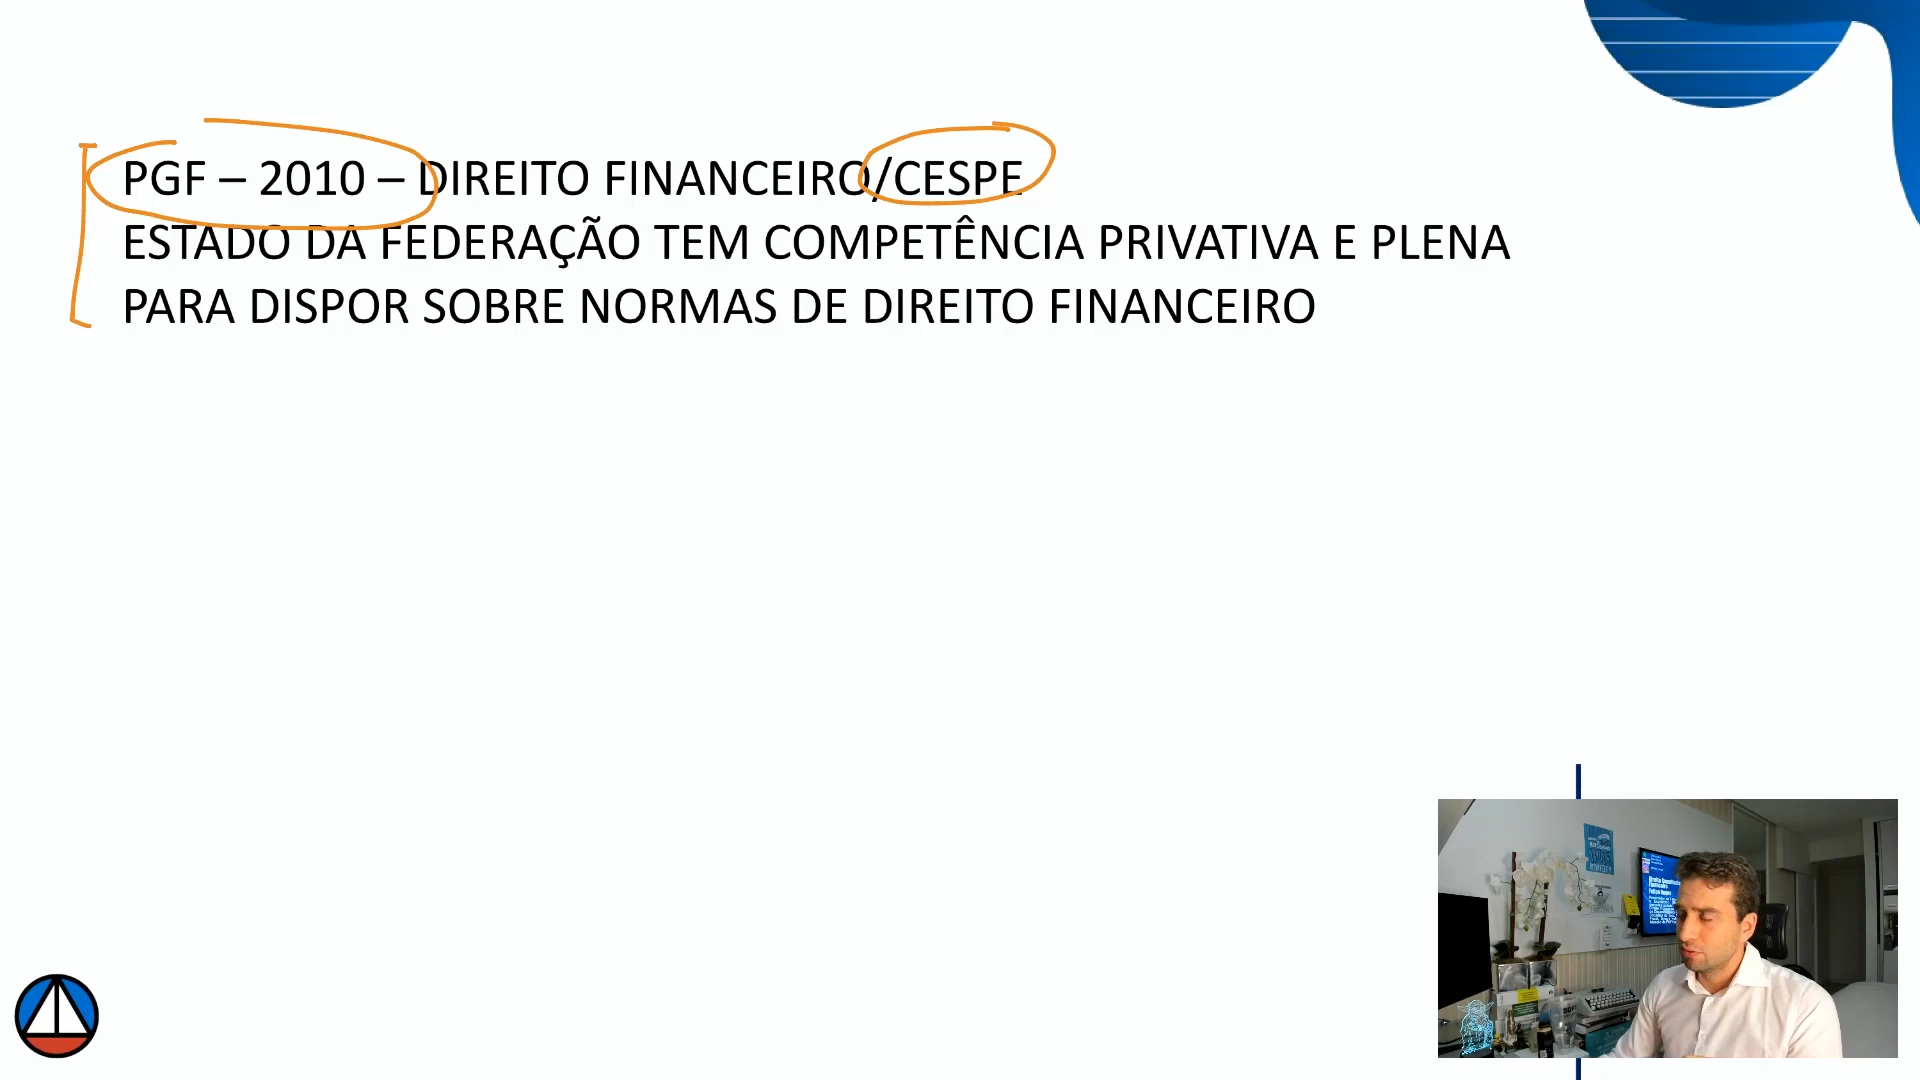 PGF – 2010 – DIREITO FINANCEIRO/CESPE
ESTADO DA FEDERAÇÃO TEM COMPETÊNCIA PRIVATIVA E PLENA
PARA DISPOR SOBRE NORMAS DE DIREITO FINANCEIRO